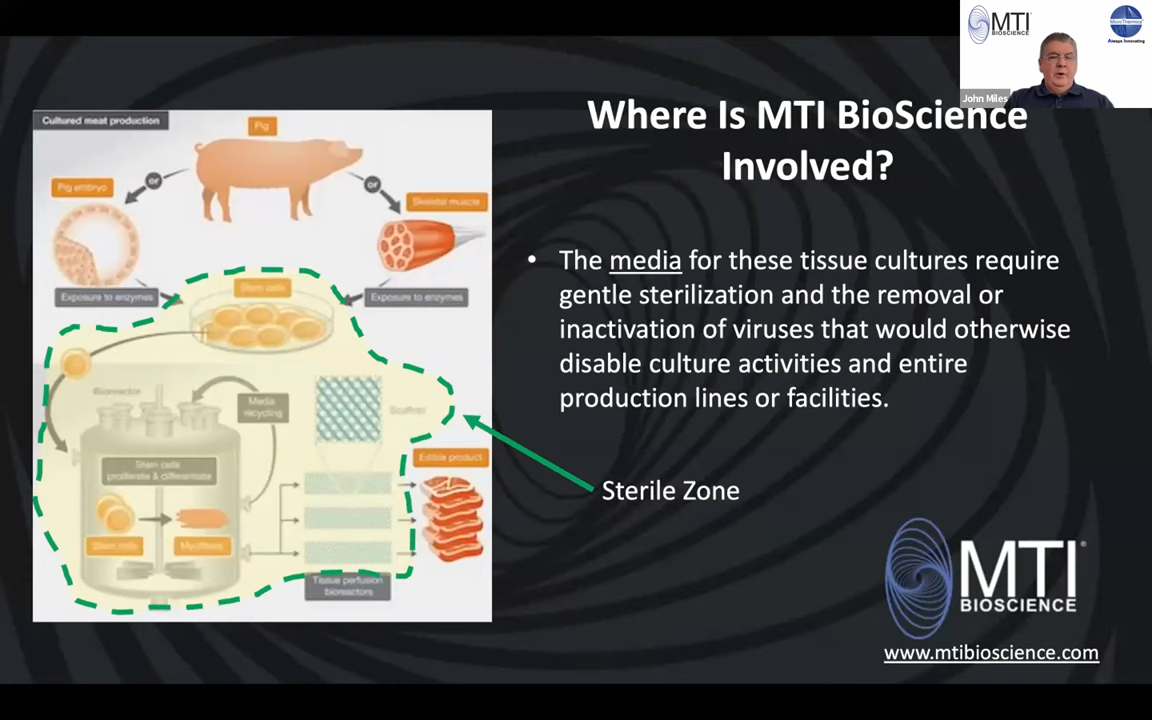 MTI
BIOSCIENCE
MicroThermics
Always Innovating
John Miles
Where Is MTI BioScience
Involved?
Cultured meat production
Pig
or
or
Pig embryo
Skeletal muscle
Exposure to enzymes
Stem cells
Exposure to enzymes
Bioreactor
Media
recycling
Scaffold
Stem cells
proliferate & differentiate
Edible product
Stem cells
Myofibers
Tissue perfusion
bioreactors
• The media for these tissue cultures require
gentle sterilization and the removal or
inactivation of viruses that would otherwise
disable culture activities and entire
production lines or facilities.
Sterile Zone
MTI®
BIOSCIENCE
www.mtibioscience.com